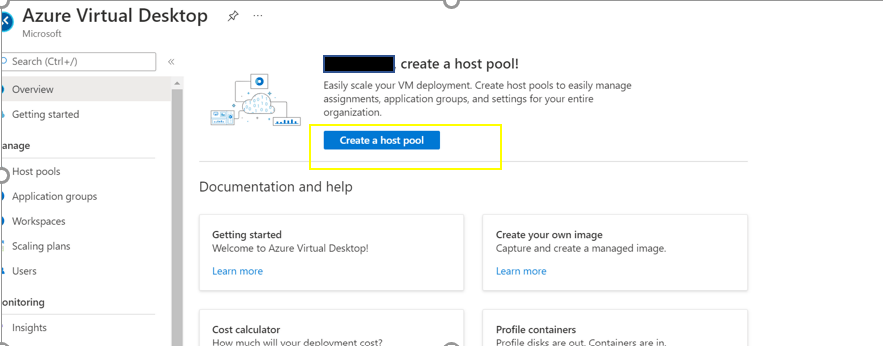 Azure Virtual Desktop
Microsoft
Search (Ctrl+/)
Overview
Getting started
anage
Host pools
Application groups
Workspaces
Scaling plans
Users
onitoring
Insights
, create a host pool!
Easily scale your VM deployment. Create host pools to easily manage
assignments, application groups, and settings for your entire
organization.
Create a host pool
Documentation and help
Getting started
Welcome to Azure Virtual Desktop!
Learn more
Create your own image
Capture and create a managed image.
Learn more
Cost calculator
How much will your deployment cost?
Profile containers
Profile disks are out. Containers are in.